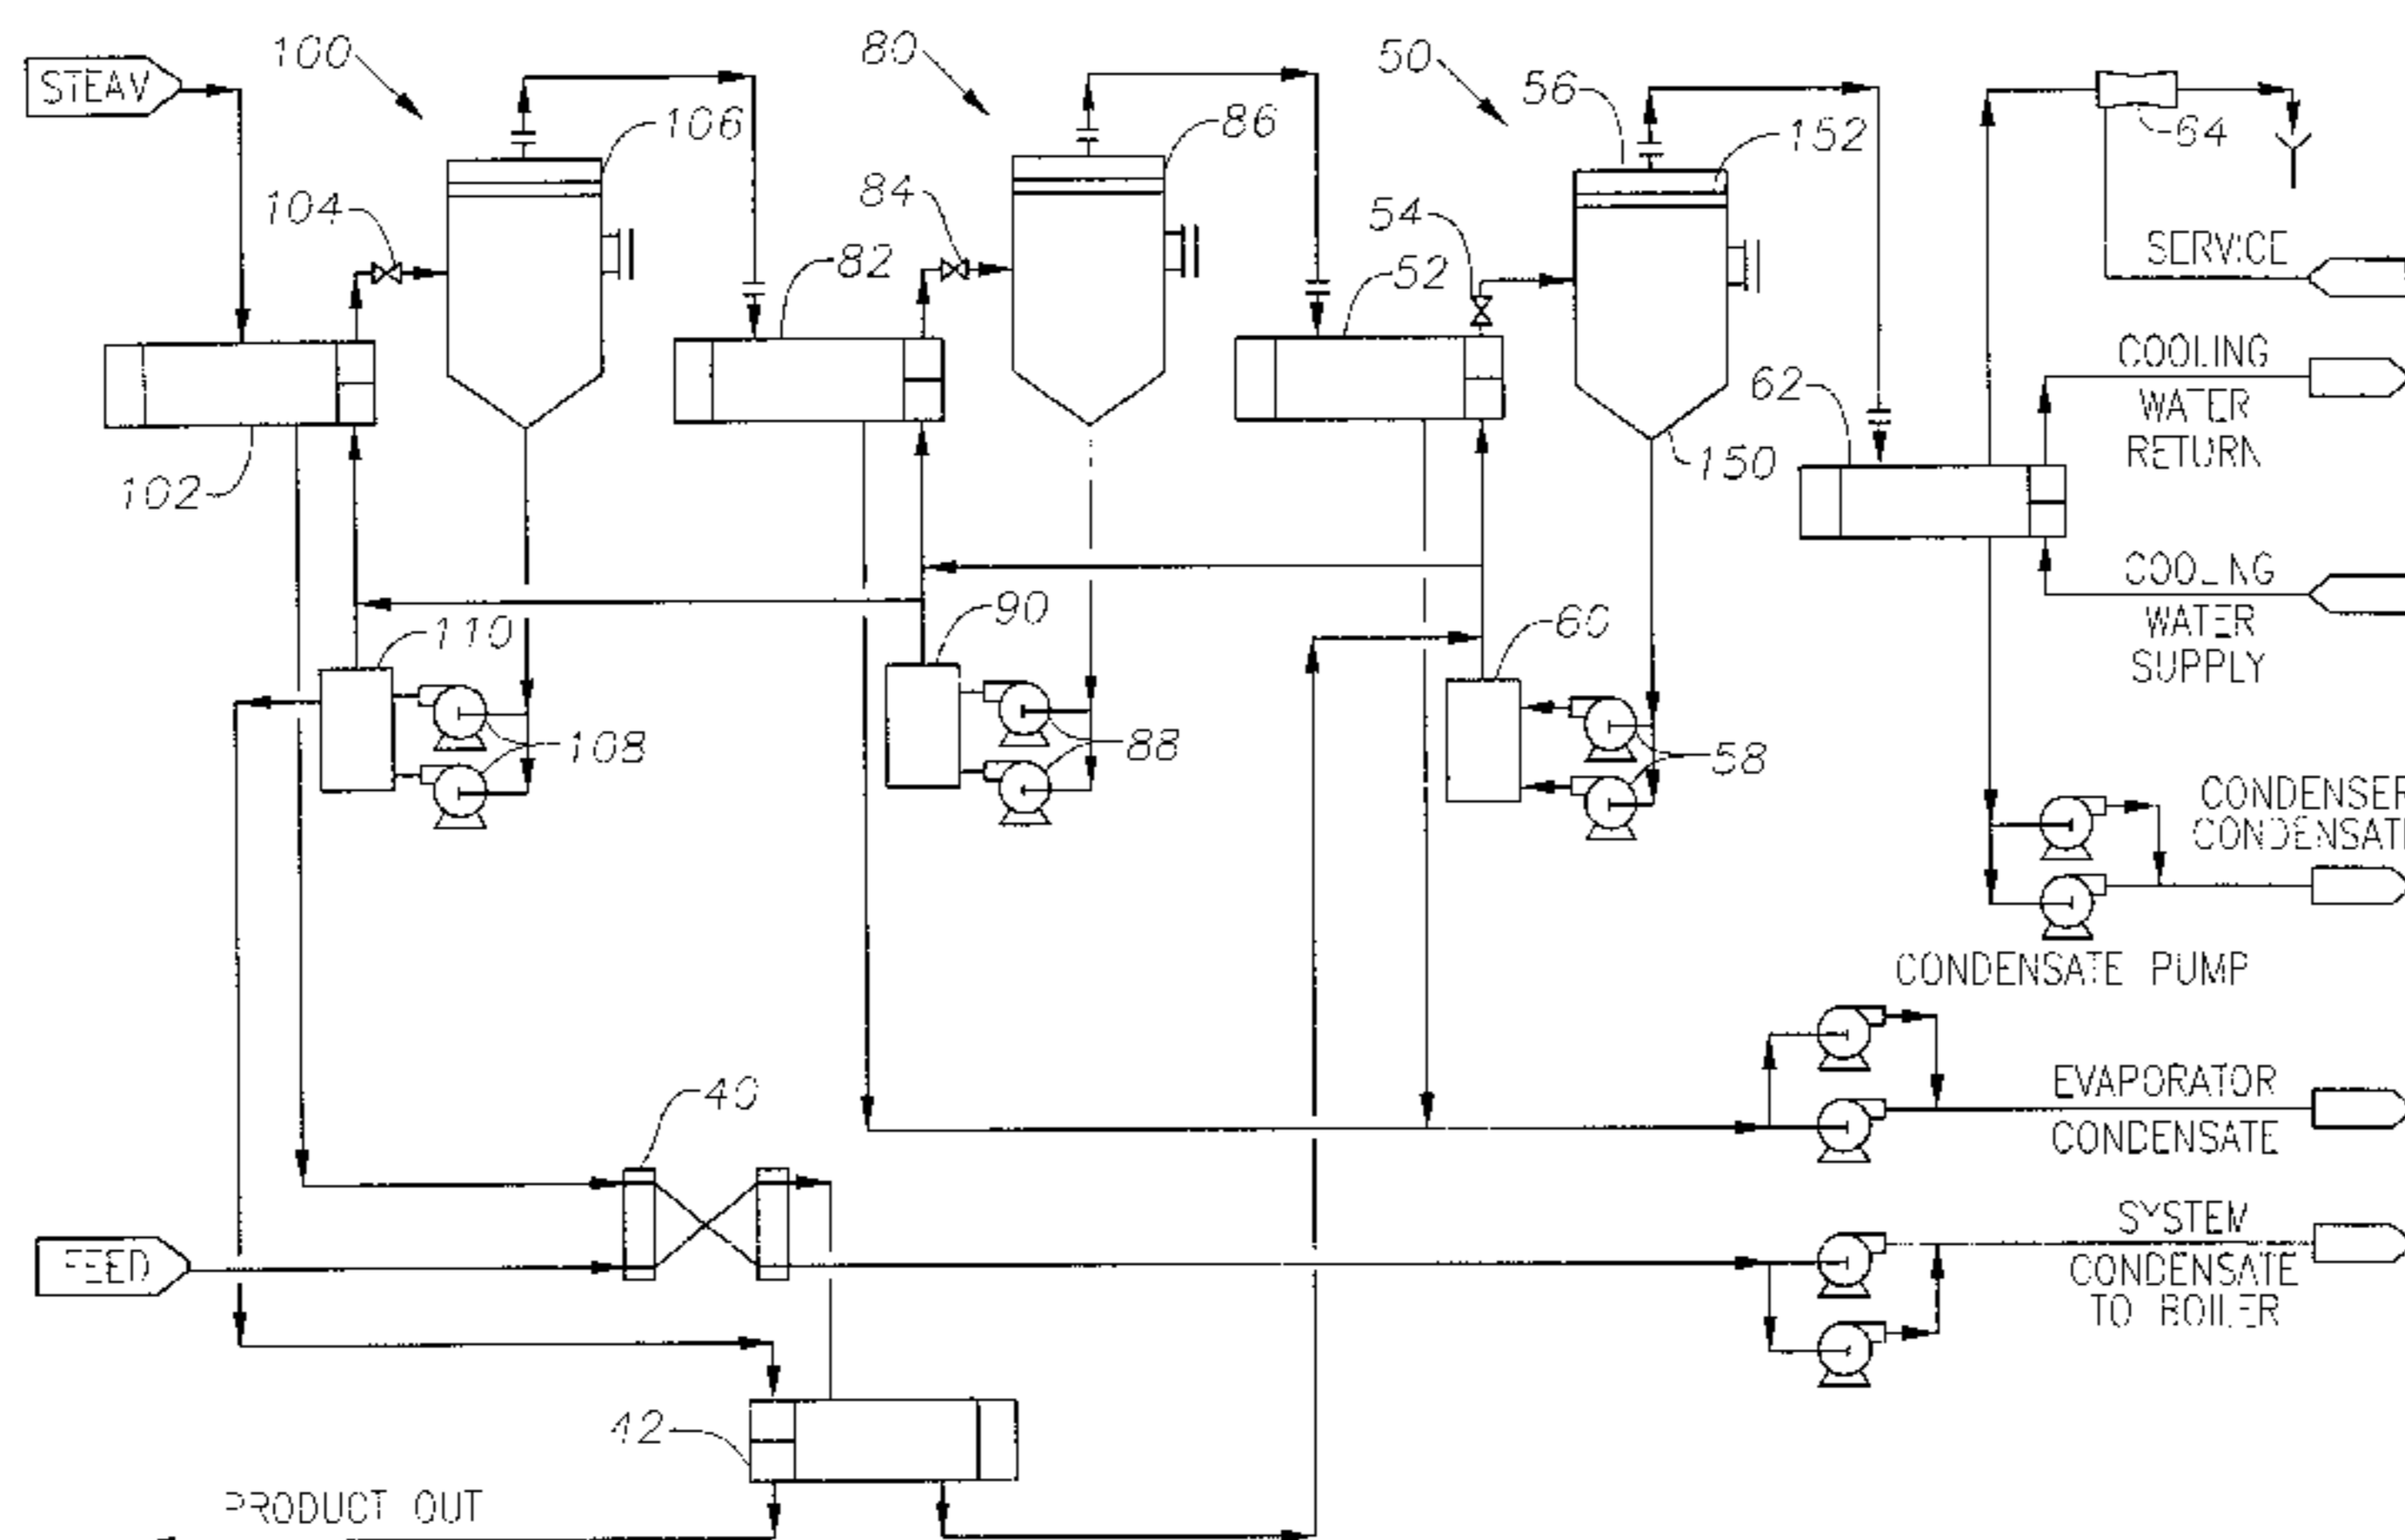 STEAM
100
80
50
56
106
86
152
64
104
84
54
SERVICE
82
52
COOLING
WATER
RETURN
62
102
150
COOLING
WATER
SUPPLY
110
90
60
108
88
58
CONDENSER
CONDENSATE
CONDENSATE PUMP
40
EVAPORATOR
CONDENSATE
FEED
SYSTEM
CONDENSATE
TO BOILER
42
PRODUCT OUT